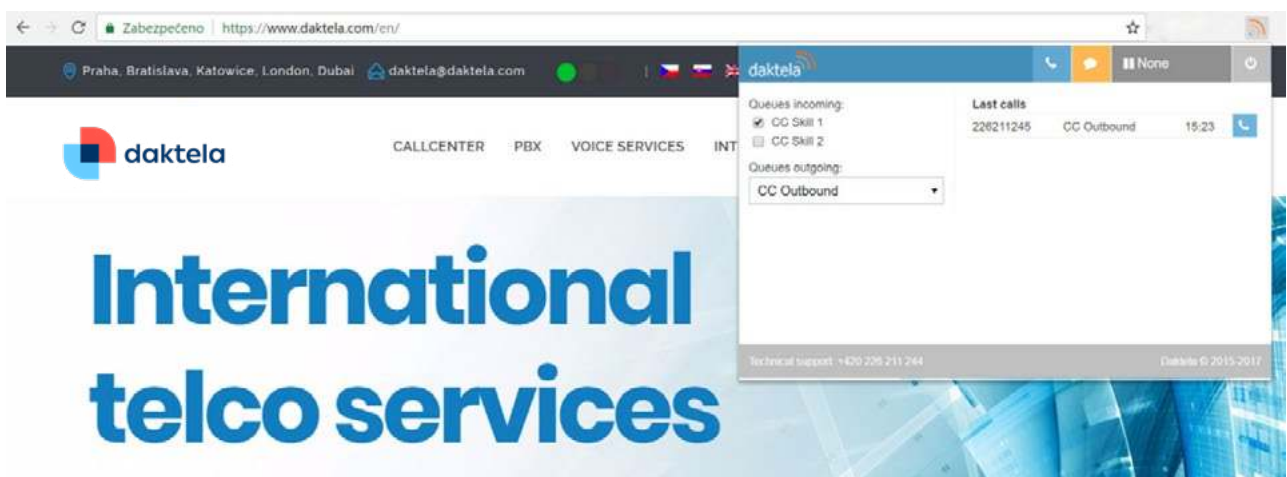 Zabezpečeno https://www.daktela.com/en/
Praha, Bratislava, Katowice, London, Dubai daktela@daktela.com
daktela
CALLCENTER PBX VOICE SERVICES INT
International
telco services
daktela None
Queues incoming:
CC Skill 1
CC Skill 2
Queues outgoing:
CC Outbound
Last calls
226211245 CC Outbound 15:23
Technical support: +420 226 211 244 Daktela © 2015-2017